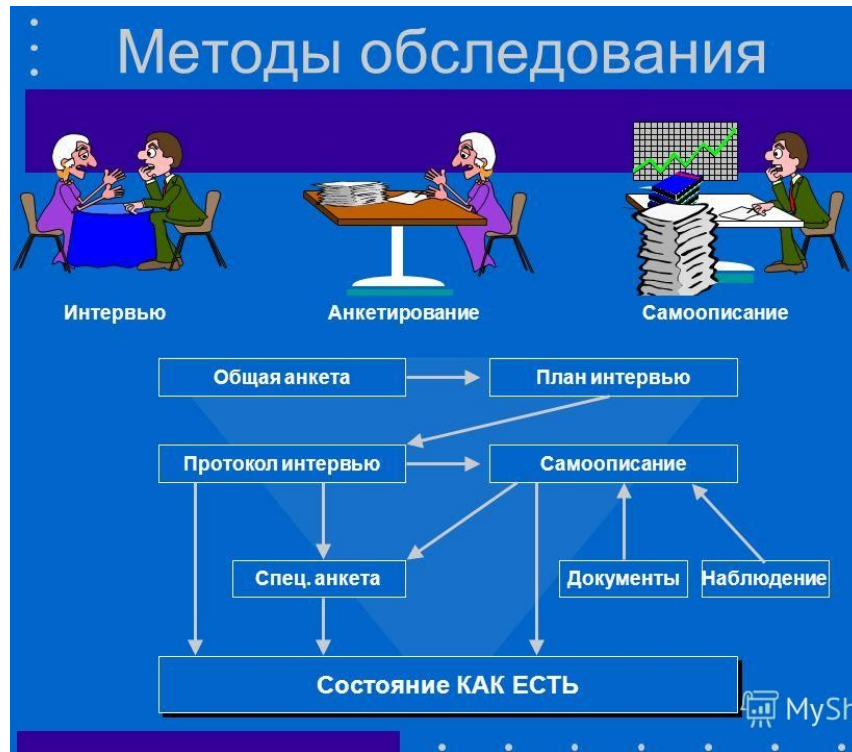 Методы обследования
Интервью
Анкетирование
Самоописание
Общая анкета
План интервью
Протокол интервью
Самоописание
Спец. анкета
Документы
Наблюдение
Состояние КАК ЕСТЬ
MySh